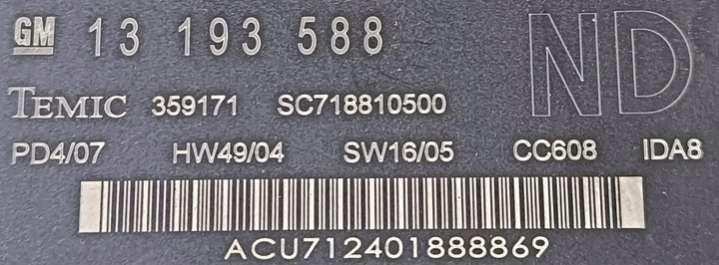 GM 13 193 588 ND
TEMIC 359171 SC718810500
PD4/07 HW49/04 SW16/05 CC608 IDA8
ACU712401888869